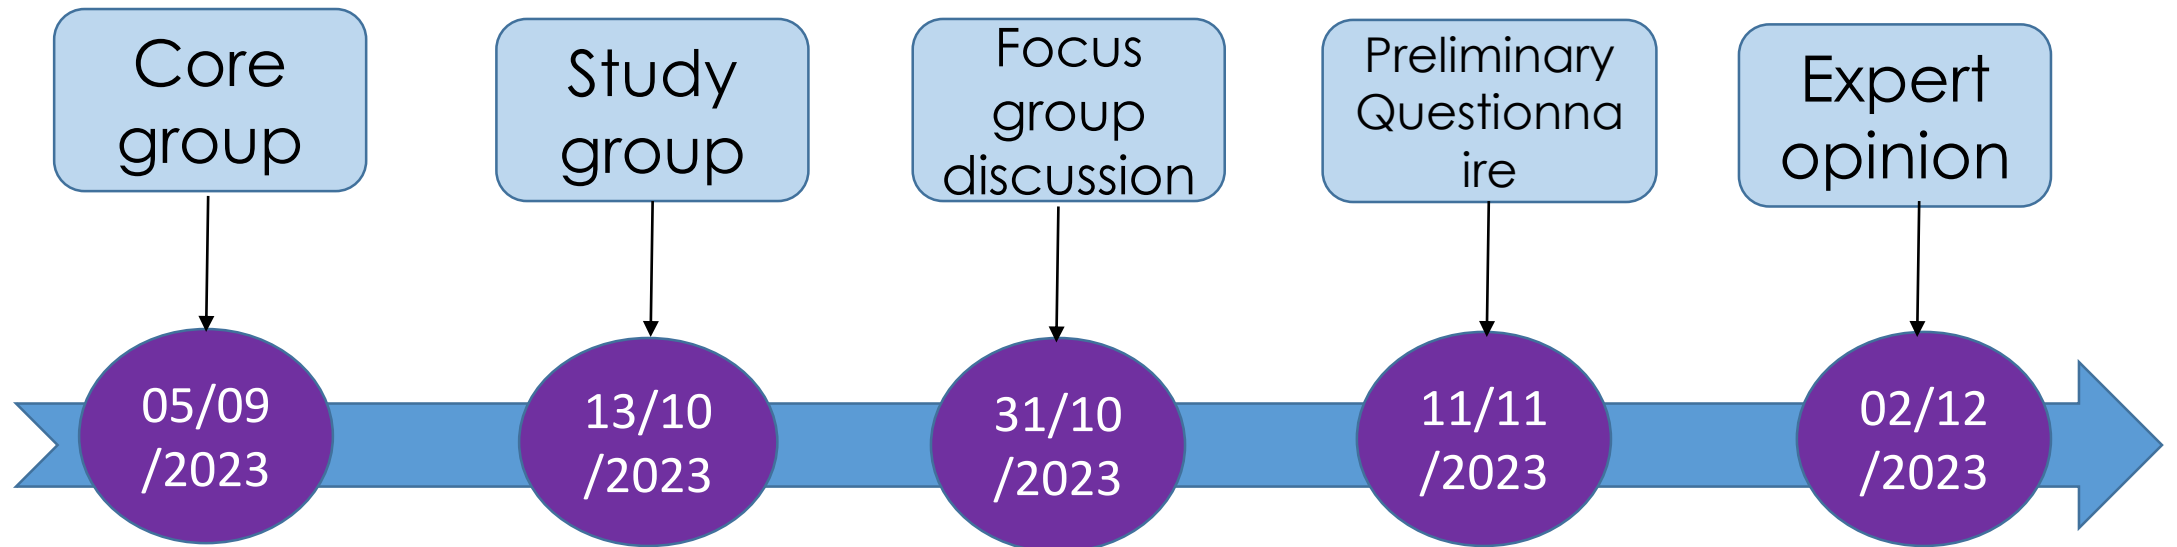 Core
group
Study
group
Focus
group
discussion
Preliminary
Questionna
ire
Expert
opinion
05/09
/2023
13/10
/2023
31/10
/2023
11/11
/2023
02/12
/2023